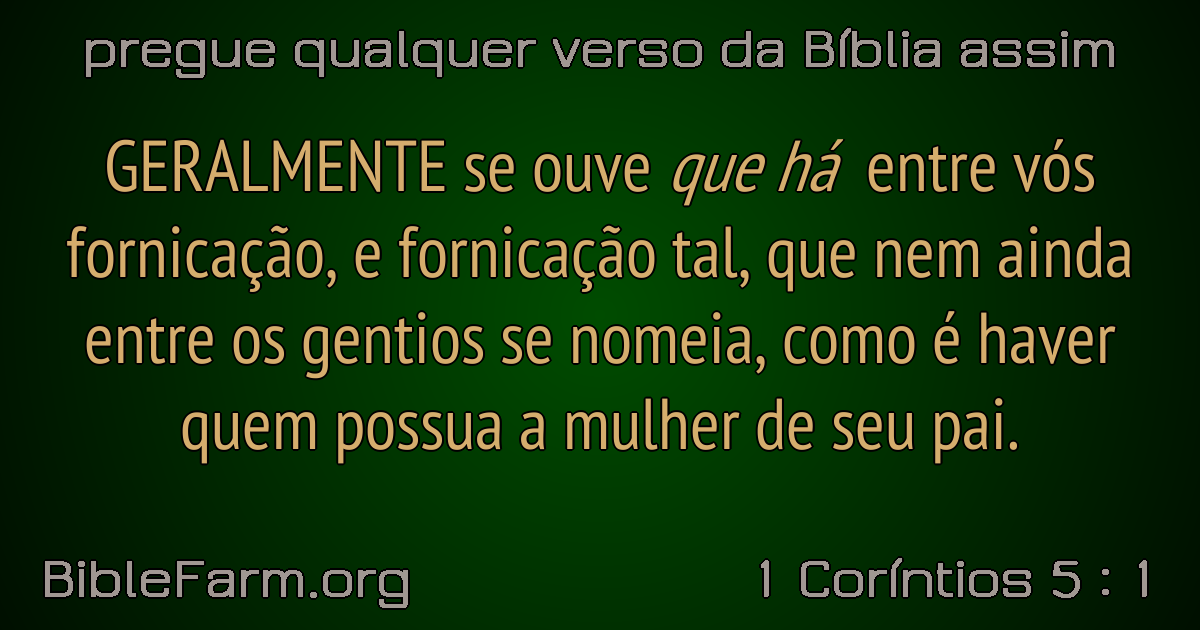 pregue qualquer verso da Bíblia assim
GERALMENTE se ouve que há entre vós
fornicação, e fornicação tal, que nem ainda
entre os gentios se nomeia, como é haver
quem possua a mulher de seu pai.
BibleFarm.org
1 Coríntios 5 : 1